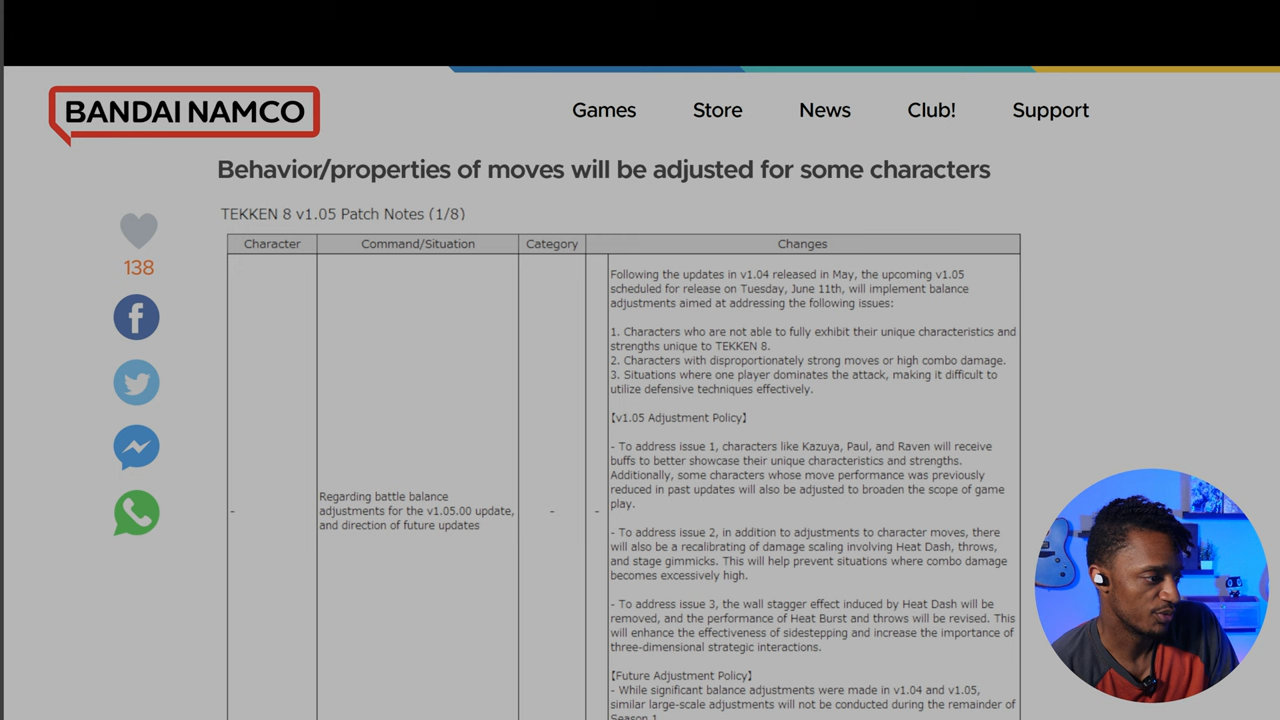 BANDAI NAMCO
Games Store News Club! Support
Behavior/properties of moves will be adjusted for some characters
TEKKEN 8 v1.05 Patch Notes (1/8)
138
Character Command/Situation Category Changes
-
Regarding battle balance
adjustments for the v1.05.00 update,
and direction of future updates
-
-
Following the updates in v1.04 released in May, the upcoming v1.05
scheduled for release on Tuesday, June 11th, will implement balance
adjustments aimed at addressing the following issues:
1. Characters who are not able to fully exhibit their unique characteristics and
strengths unique to TEKKEN 8.
2. Characters with disproportionately strong moves or high combo damage.
3. Situations where one player dominates the attack, making it difficult to
utilize defensive techniques effectively.
【v1.05 Adjustment Policy】
- To address issue 1, characters like Kazuya, Paul, and Raven will receive
buffs to better showcase their unique characteristics and strengths.
Additionally, some characters whose move performance was previously
reduced in past updates will also be adjusted to broaden the scope of game
play.
- To address issue 2, in addition to adjustments to character moves, there
will also be a recalibrating of damage scaling involving Heat Dash, throws,
and stage gimmicks. This will help prevent situations where combo damage
becomes excessively high.
- To address issue 3, the wall stagger effect induced by Heat Dash will be
removed, and the performance of Heat Burst and throws will be revised. This
will enhance the effectiveness of sidestepping and increase the importance of
three-dimensional strategic interactions.
【Future Adjustment Policy】
- While significant balance adjustments were made in v1.04 and v1.05,
similar large-scale adjustments will not be conducted during the remainder of
Season 1